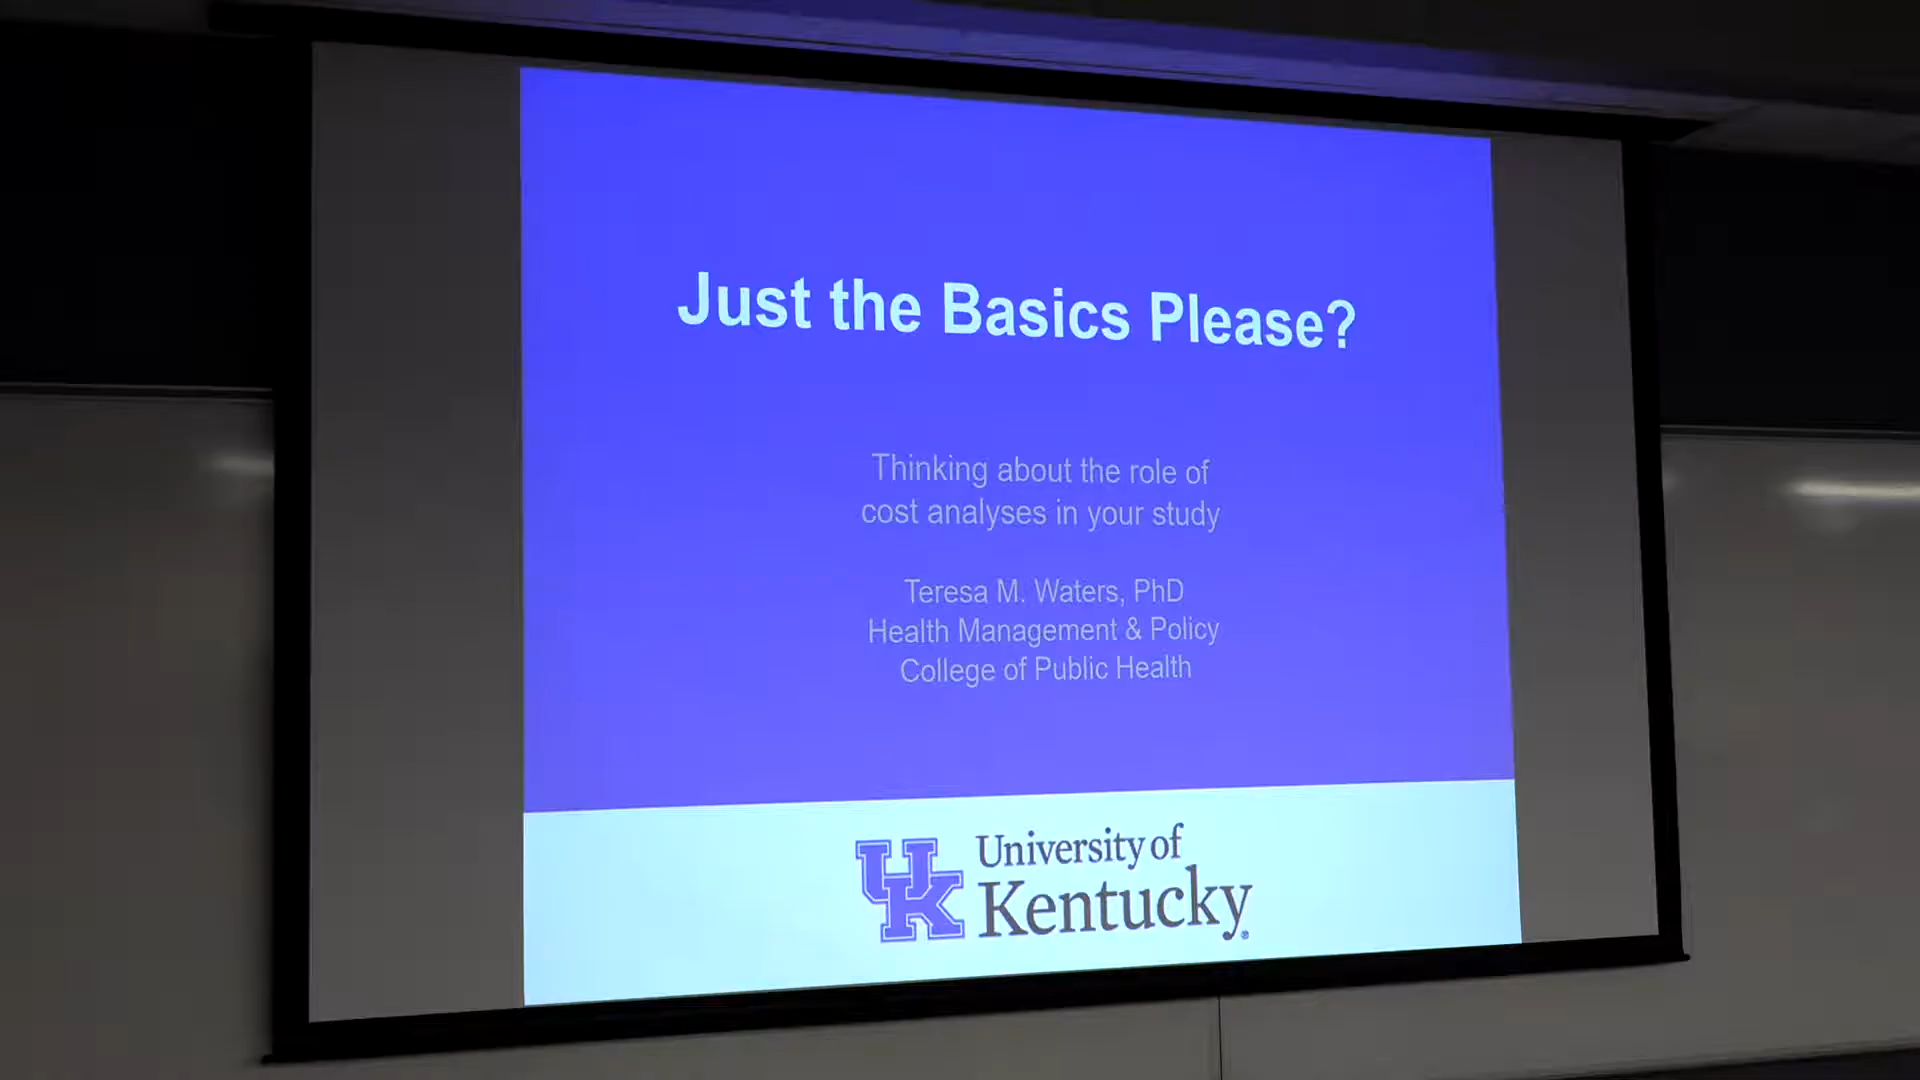 Just the Basics Please?
Thinking about the role of
cost analyses in your study
Teresa M. Waters, PhD
Health Management & Policy
College of Public Health
UK
University of
Kentucky®